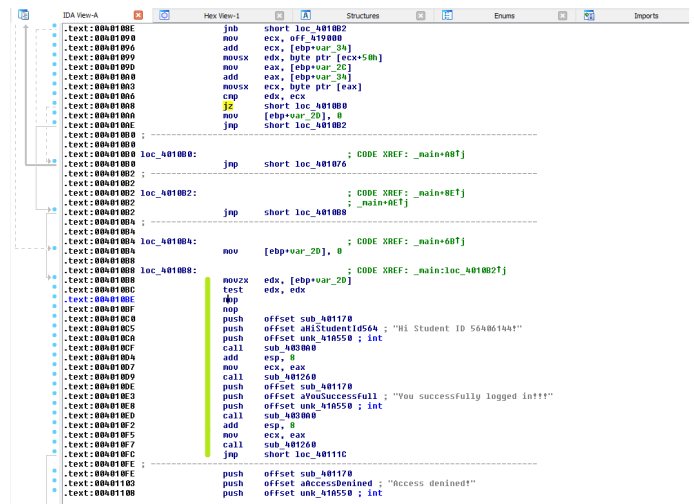 IDA View-A Hex View-1 Structures Enums Imports
.text:0040108E jnb short loc_4010B2
.text:00401090 mov ecx, off_419000
.text:00401096 add ecx, [ebp+var_34]
.text:00401099 movsx edx, byte ptr [ecx+50h]
.text:0040109D mov eax, [ebp+var_2C]
.text:004010A0 add eax, [ebp+var_34]
.text:004010A3 movsx ecx, byte ptr [eax]
.text:004010A6 cmp edx, ecx
.text:004010A8 jz short loc_4010B0
.text:004010AA mov [ebp+var_2D], 0
.text:004010AE jmp short loc_4010B2
.text:004010B0 ; ---------------------------------------------------------------------------
.text:004010B0
.text:004010B0 loc_4010B0: ; CODE XREF: _main+A8↑j
.text:004010B0 jmp short loc_401076
.text:004010B2 ; ---------------------------------------------------------------------------
.text:004010B2
.text:004010B2 loc_4010B2: ; CODE XREF: _main+8E↑j
.text:004010B2 ; _main+AE↑j
.text:004010B2 jmp short loc_4010B8
.text:004010B4 ; ---------------------------------------------------------------------------
.text:004010B4
.text:004010B4 loc_4010B4: ; CODE XREF: _main+6B↑j
.text:004010B4 mov [ebp+var_2D], 0
.text:004010B8
.text:004010B8 loc_4010B8: ; CODE XREF: _main:loc_4010B2↑j
.text:004010B8 movzx edx, [ebp+var_2D]
.text:004010BC test edx, edx
.text:004010BE nop
.text:004010BF nop
.text:004010C0 push offset sub_401170
.text:004010C5 push offset aHiStudentId564 ; "Hi Student ID 56406144!"
.text:004010CA push offset unk_41A550 ; int
.text:004010CF call sub_4030A0
.text:004010D4 add esp, 8
.text:004010D7 mov ecx, eax
.text:004010D9 call sub_401260
.text:004010DE push offset sub_401170
.text:004010E3 push offset aYouSuccessfull ; "You successfully logged in!!!"
.text:004010E8 push offset unk_41A550 ; int
.text:004010ED call sub_4030A0
.text:004010F2 add esp, 8
.text:004010F5 mov ecx, eax
.text:004010F7 call sub_401260
.text:004010FC jmp short loc_40111C
.text:004010FE ; ---------------------------------------------------------------------------
.text:004010FE push offset sub_401170
.text:00401103 push offset aAccessDenined ; "Access denined!"
.text:00401108 push offset unk_41A550 ; int